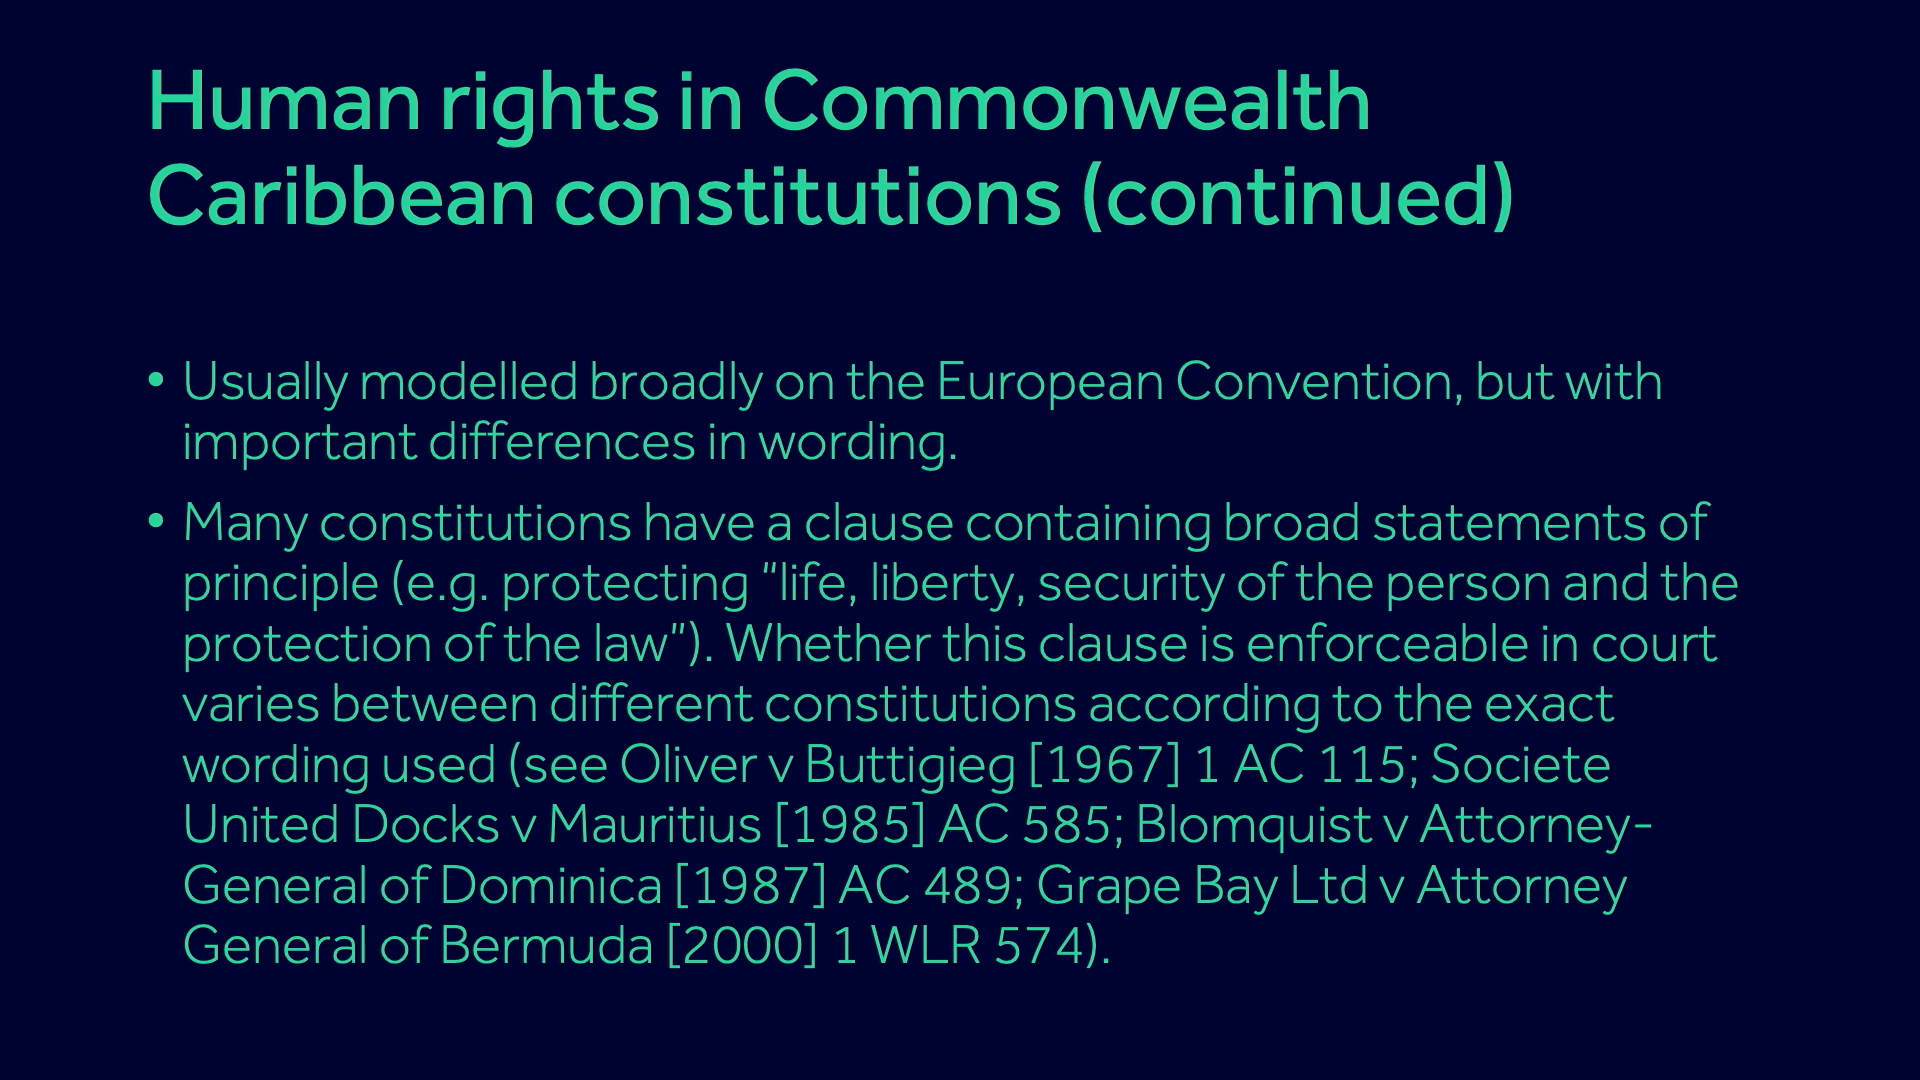 Human rights in Commonwealth
Caribbean constitutions (continued)
• Usually modelled broadly on the European Convention, but with
important differences in wording.
• Many constitutions have a clause containing broad statements of
principle (e.g. protecting "life, liberty, security of the person and the
protection of the law"). Whether this clause is enforceable in court
varies between different constitutions according to the exact
wording used (see Oliver v Buttigieg [1967] 1 AC 115; Societe
United Docks v Mauritius [1985] AC 585; Blomquist v Attorney-
General of Dominica [1987] AC 489; Grape Bay Ltd v Attorney
General of Bermuda [2000] 1 WLR 574).